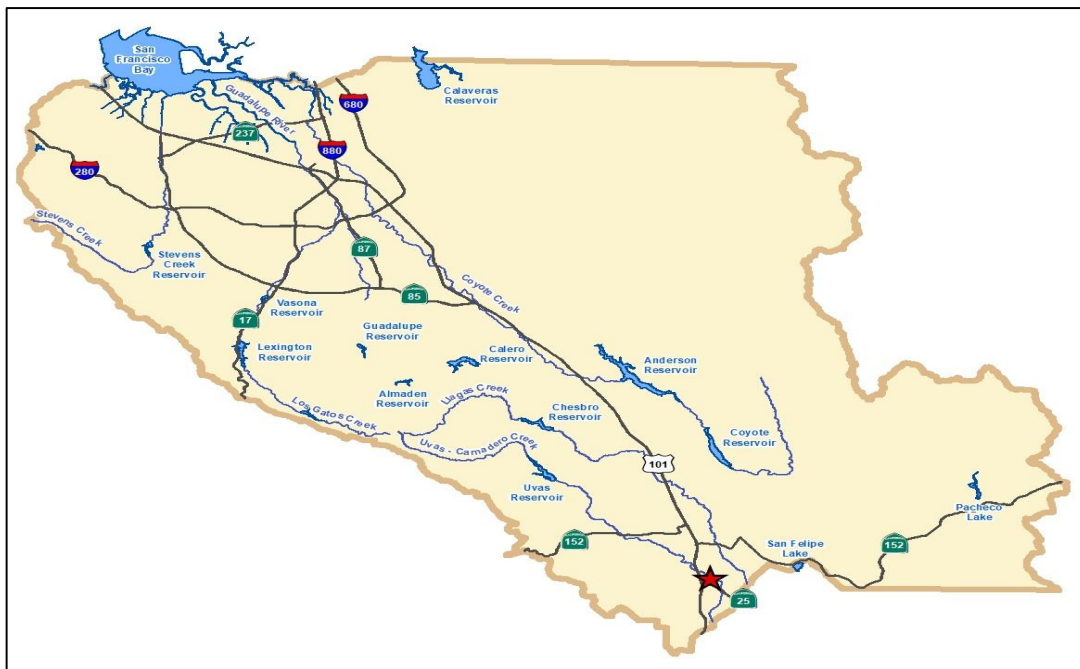 San
Francisco
Bay
Calaveras
Reservoir
680
Guadalupe River
237
880
280
Stevens Creek
Stevens
Creek
Reservoir
87
Coyote Creek
85
Vasona
Reservoir
17
Guadalupe
Reservoir
Lexington
Reservoir
Calero
Reservoir
Anderson
Reservoir
Almaden
Reservoir
Llagas Creek
Los Gatos Creek
Chesbro
Reservoir
Coyote
Reservoir
Uvas - Carnadero Creek
101
Uvas
Reservoir
Pacheco
Lake
152
San Felipe
Lake
152
25